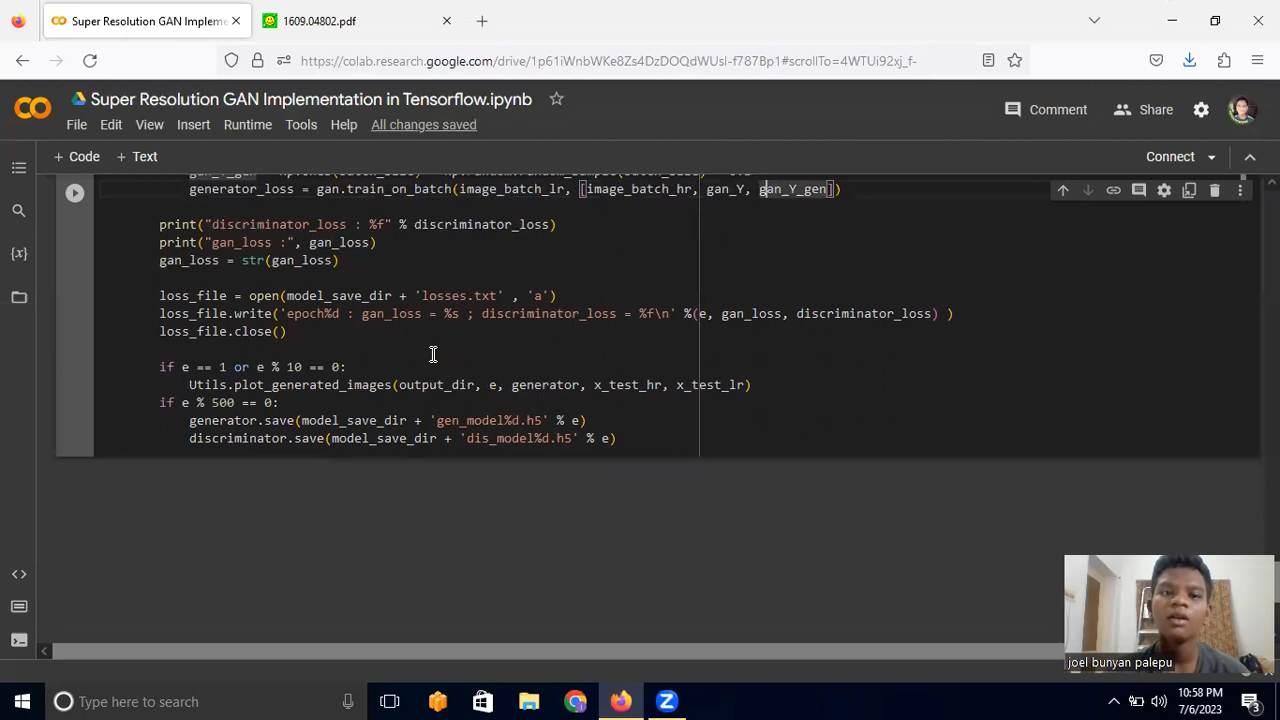 Super Resolution GAN Impleme
1609.04802.pdf
https://colab.research.google.com/drive/1p61iWnbWKe8Zs4DzDOQdWUsI-f787Bp1#scrollTo=4WTUi92xj_f-
Super Resolution GAN Implementation in Tensorflow.ipynb
Comment
Share
File Edit View Insert Runtime Tools Help All changes saved
+ Code + Text
Connect
generator_loss = gan.train_on_batch(image_batch_lr, [image_batch_hr, gan_Y, gan_Y_gen])
print("discriminator_loss : %f" % discriminator_loss)
print("gan_loss :", gan_loss)
gan_loss = str(gan_loss)
loss_file = open(model_save_dir + 'losses.txt' , 'a')
loss_file.write('epoch%d : gan_loss = %s ; discriminator_loss = %f\n' %(e, gan_loss, discriminator_loss) )
loss_file.close()
if e == 1 or e % 10 == 0:
Utils.plot_generated_images(output_dir, e, generator, x_test_hr, x_test_lr)
if e % 500 == 0:
generator.save(model_save_dir + 'gen_model%d.h5' % e)
discriminator.save(model_save_dir + 'dis_model%d.h5' % e)
joel bunyan palepu
Type here to search
10:58 PM
7/6/2023
3